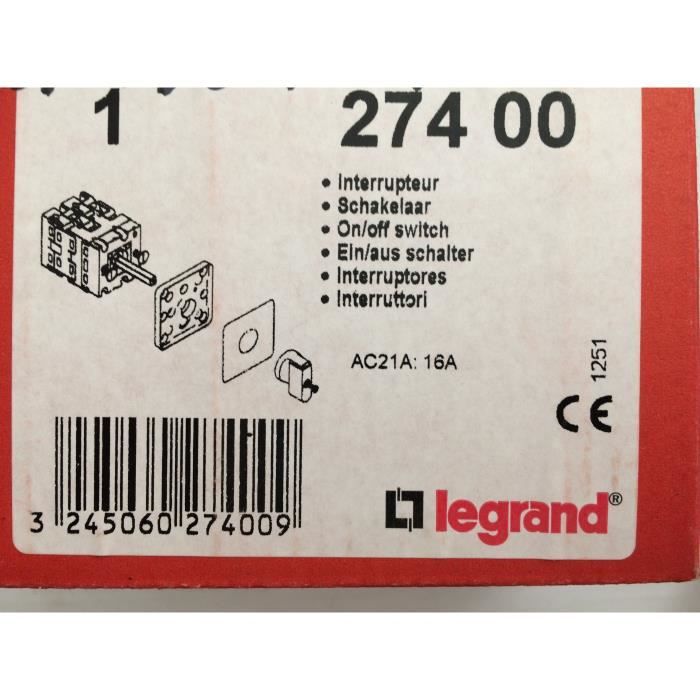 1 274 00
• Interrupteur
• Schakelaar
• On/off switch
• Ein/aus schalter
• Interruptores
• Interruttori
AC21A: 16A
1251
CE
3 245060 274009
legrand®